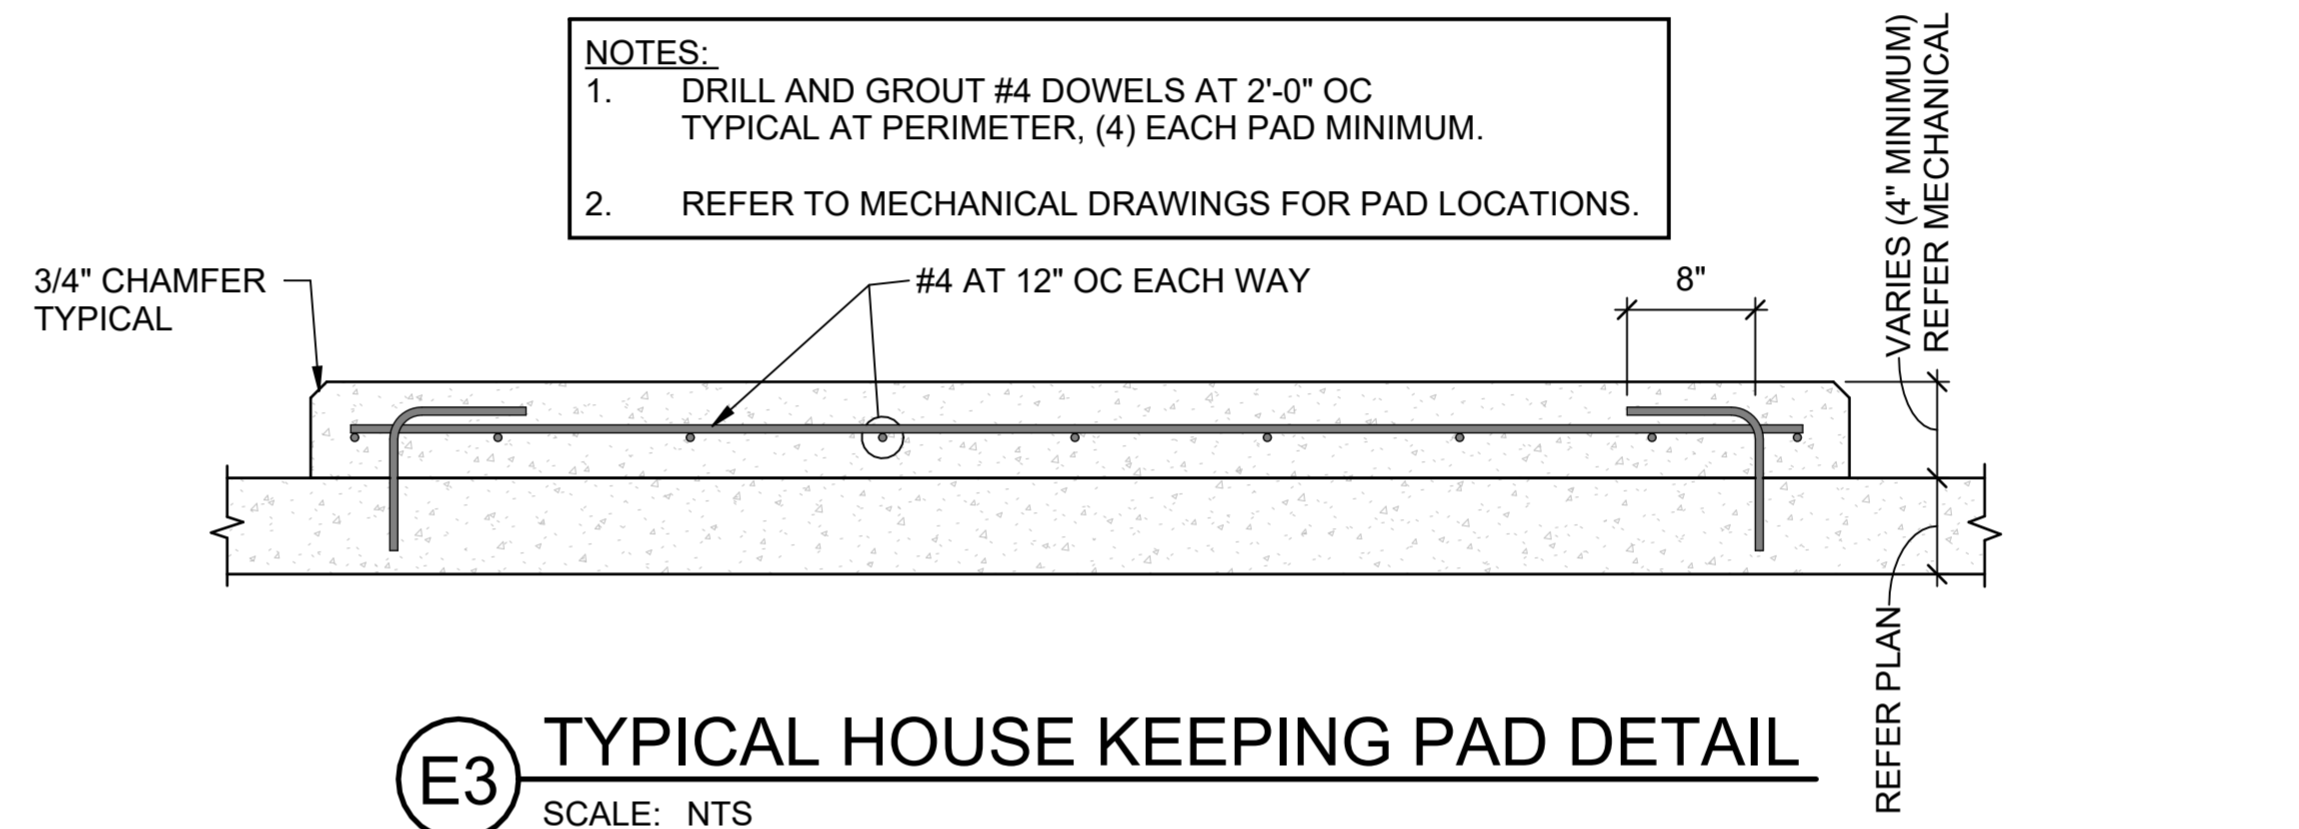 NOTES:
1. DRILL AND GROUT #4 DOWELS AT 2'-0" OC
TYPICAL AT PERIMETER, (4) EACH PAD MINIMUM.
2. REFER TO MECHANICAL DRAWINGS FOR PAD LOCATIONS.
3/4" CHAMFER
TYPICAL
#4 AT 12" OC EACH WAY
8"
VARIES (4" MINIMUM)
REFER MECHANICAL
REFER PLAN
E3
TYPICAL HOUSE KEEPING PAD DETAIL
SCALE: NTS